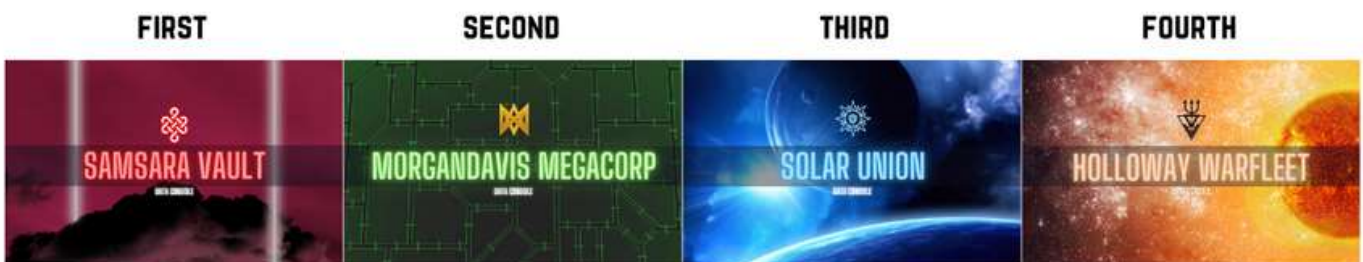 FIRST
SECOND
THIRD
FOURTH
SAMSARA VAULT
DATA CONSOLE
MORGANDAVIS MEGACORP
DATA CONSOLE
SOLAR UNION
DATA CONSOLE
HOLLOWAY WARFLEET